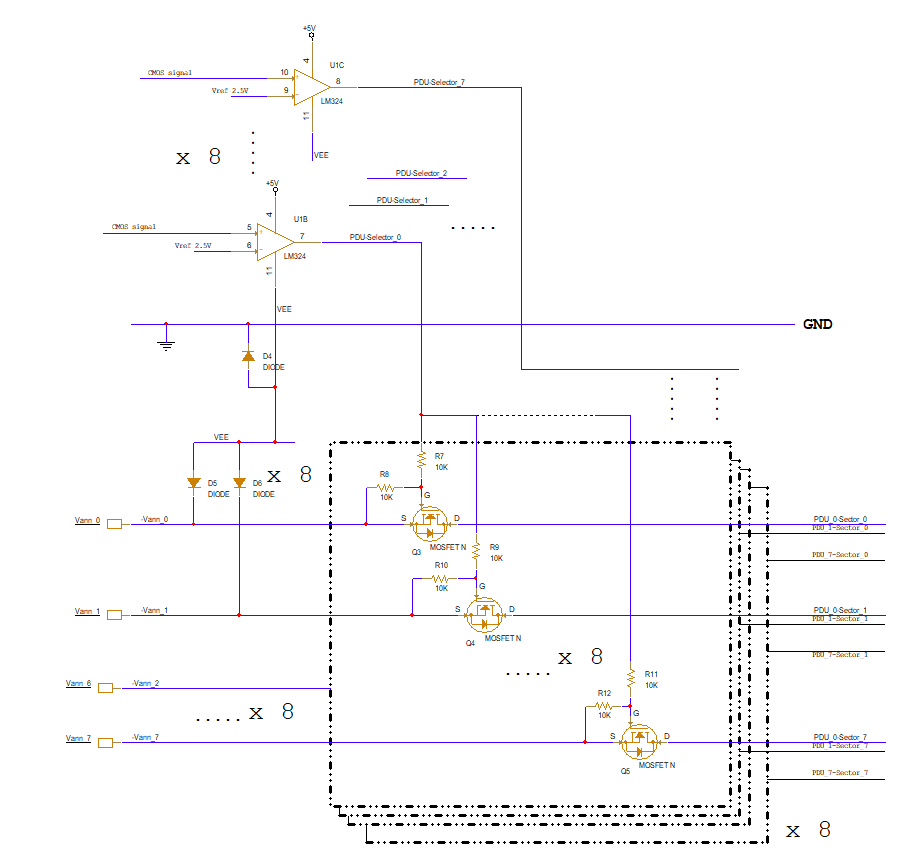 +5V
4
U1C
CMOS signal
10
+
8
PDU-Selector_7
Vref 2.5V
9
-
LM324
11
VEE
x 8
PDU-Selector_2
+5V
PDU-Selector_1
4
U1B
CMOS signal
5
+
7
PDU-Selector_0
Vref 2.5V
6
-
LM324
11
VEE
GND
D4
DIODE
VEE
x 8
D5
DIODE
D6
DIODE
R7
10K
R8
10K
G
Vann_0
-Vann_0
S
D
PDU_0-Sector_0
PDU_1-Sector_0
Q3
MOSFET N
R9
10K
PDU_7-Sector_0
R10
10K
G
Vann_1
-Vann_1
S
D
PDU_0-Sector_1
PDU_1-Sector_1
Q4
MOSFET N
PDU_7-Sector_1
x 8
Vann_6
-Vann_2
R11
10K
R12
10K
G
x 8
Vann_7
-Vann_7
S
D
PDU_0-Sector_7
PDU_1-Sector_7
Q5
MOSFET N
PDU_7-Sector_7
x 8